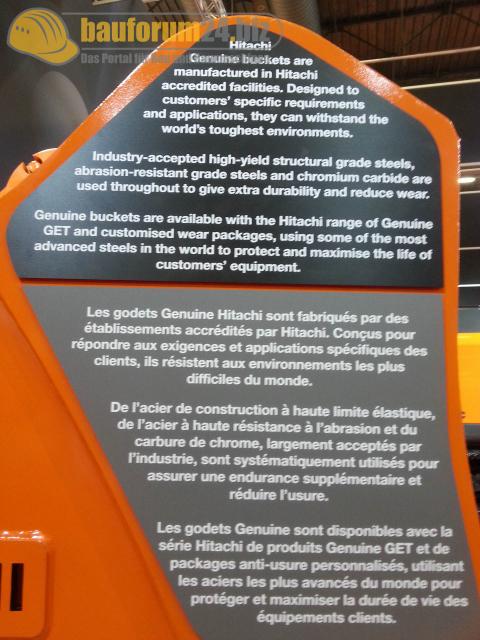 bauforum24.biz
Das Portal für
Hitachi
Genuine buckets are
manufactured in Hitachi
accredited facilities. Designed to
customers' specific requirements
and applications, they can withstand the
world's toughest environments.
Industry-accepted high-yield structural grade steels,
abrasion-resistant grade steels and chromium carbide are
used throughout to give extra durability and reduce wear.
Genuine buckets are available with the Hitachi range of Genuine
GET and customised wear packages, using some of the most
advanced steels in the world to protect and maximise the life of
customers' equipment.
Les godets Genuine Hitachi sont fabriqués par des
établissements accrédités par Hitachi. Conçus pour
répondre aux exigences et applications spécifiques des
clients, ils résistent aux environnements les plus
difficiles du monde.
De l'acier de construction à haute limite élastique,
de l'acier à haute résistance à l'abrasion et du
carbure de chrome, largement acceptés par
l'industrie, sont systématiquement utilisés pour
assurer une endurance supplémentaire et
réduire l'usure.
Les godets Genuine sont disponibles avec la
série Hitachi de produits Genuine GET et de
packages anti-usure personnalisés, utilisant
les aciers les plus avancés du monde pour
protéger et maximiser la durée de vie des
équipements clients.